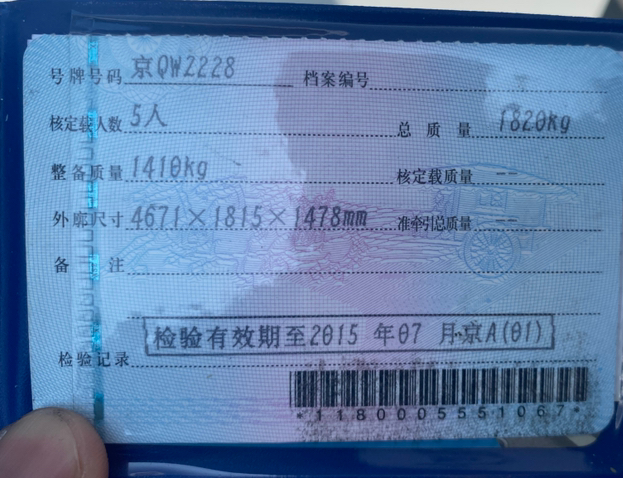 号牌号码 京QW2228 档案编号
核定载人数 5人 总质量 1820kg
整备质量 1410kg 核定载质量 --
外廓尺寸 4671×1815×1478mm 准牵引总质量 --
备注
检验有效期至2015 年07 月京A(01)
检验记录
*1180005551067*